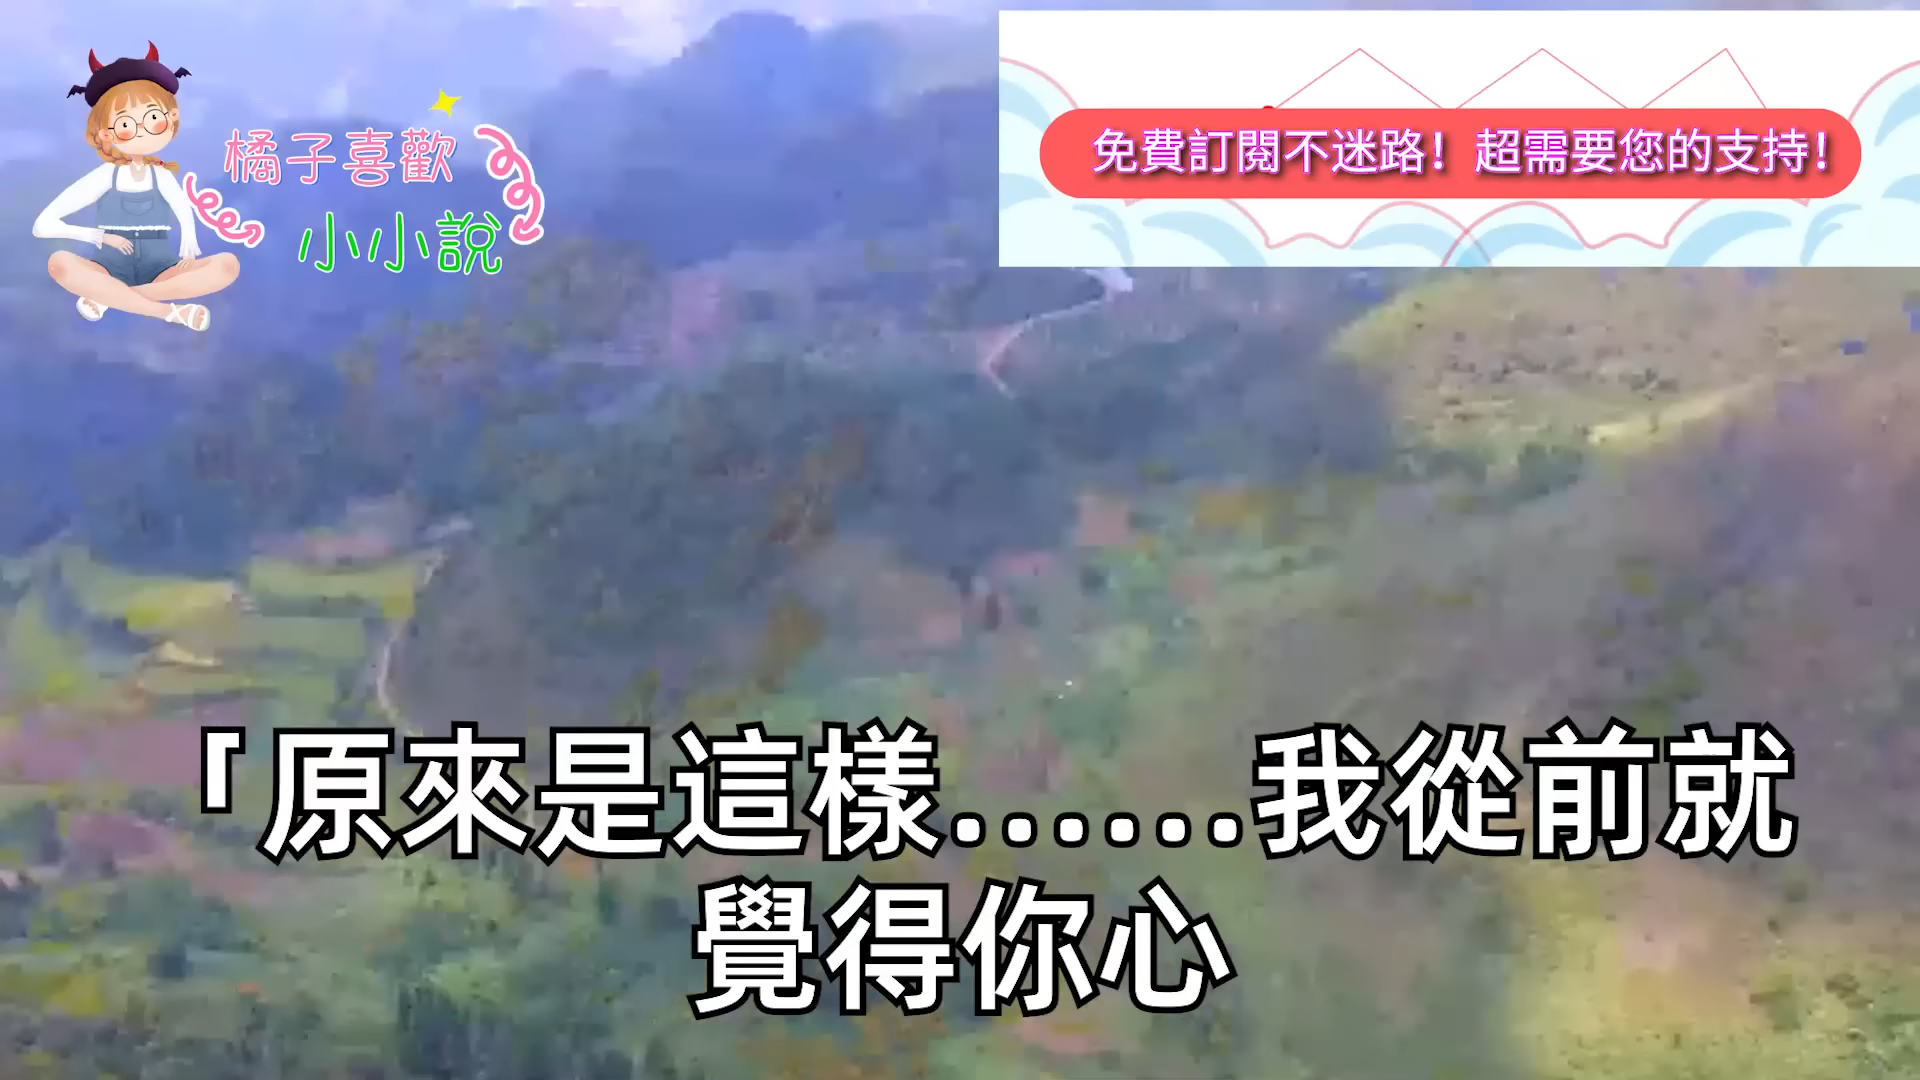 橘子喜歡
小小說
免費訂閱不迷路！超需要您的支持！
「原來是這樣......我從前就
覺得你心